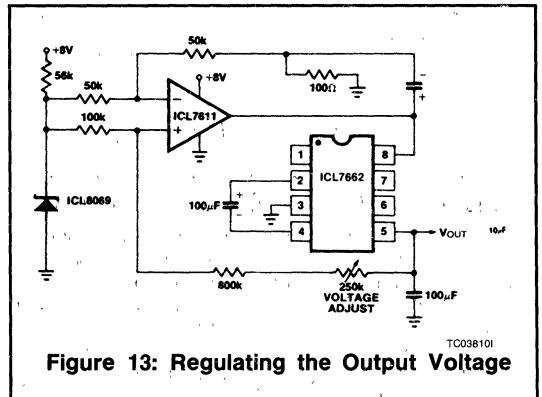 +8V
56k
50k
50k
100k
+8V
100Ω
−
+
ICL7611
−
+
ICL8069
1
2
3
4
8
7
6
5
ICL7662
100µF
+
−
VOUT
10µF
800k
250k
VOLTAGE
ADJUST
100µF
TC03810I
Figure 13: Regulating the Output Voltage